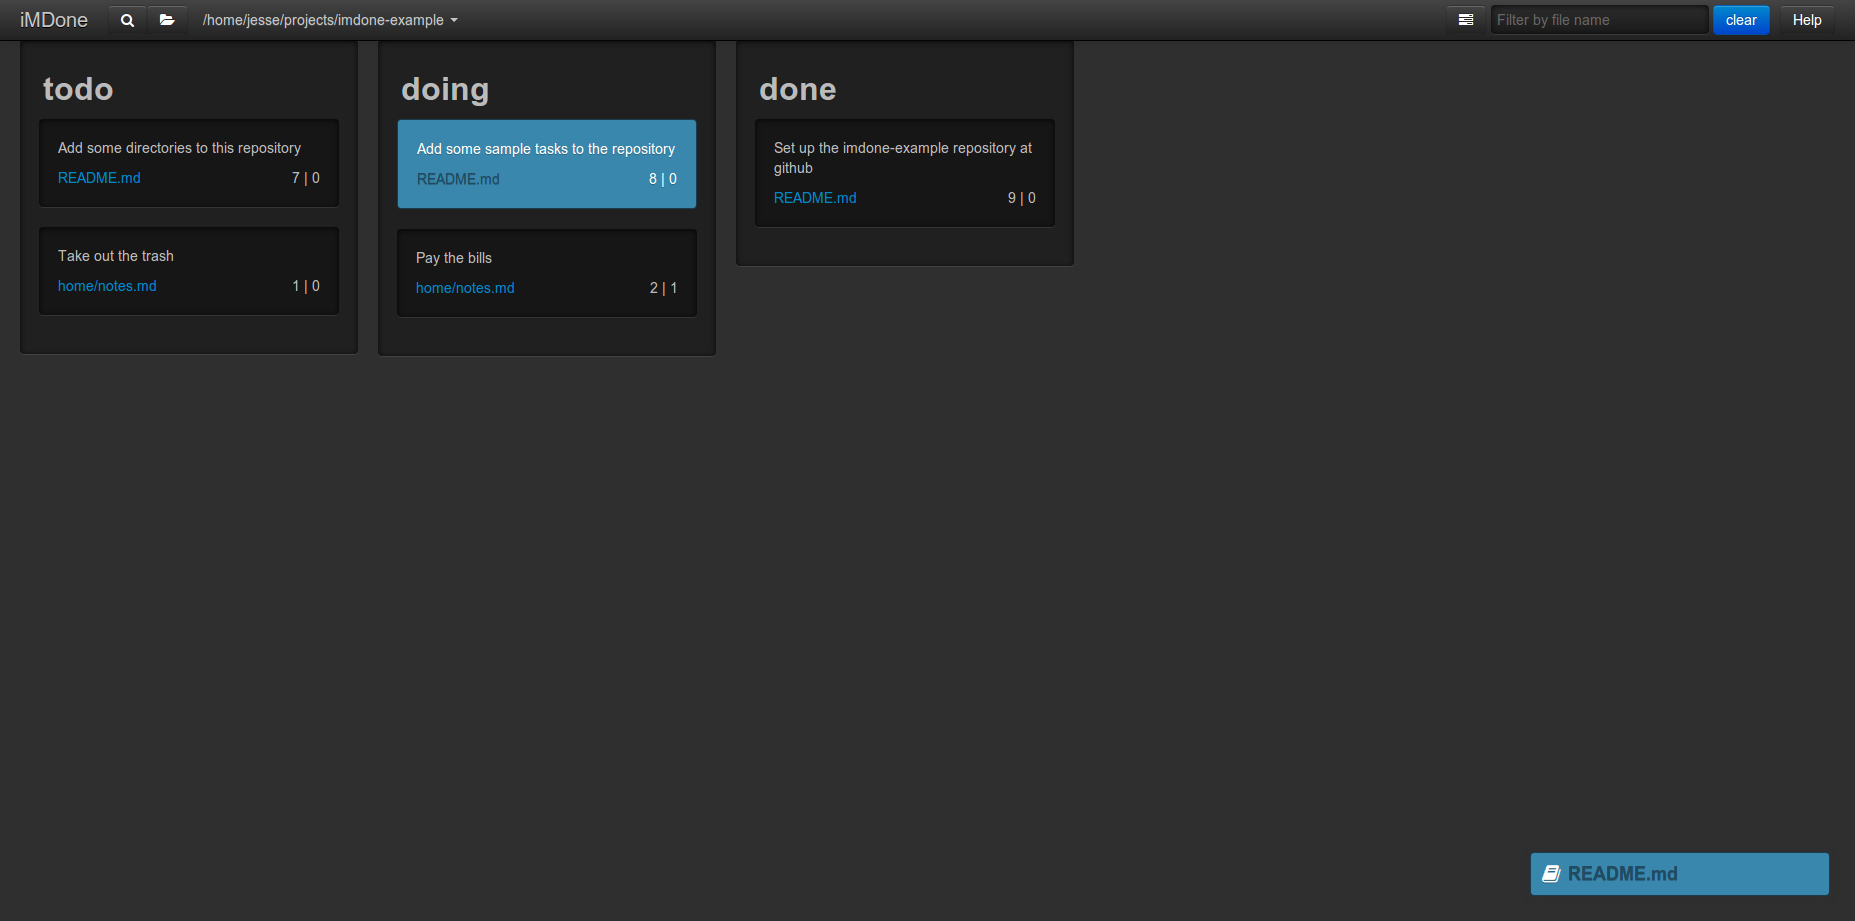 iMDone /home/jesse/projects/imdone-example Filter by file name clear Help
todo
Add some directories to this repository
README.md 7 | 0
Take out the trash
home/notes.md 1 | 0
doing
Add some sample tasks to the repository
README.md 8 | 0
Pay the bills
home/notes.md 2 | 1
done
Set up the imdone-example repository at
github
README.md 9 | 0
README.md